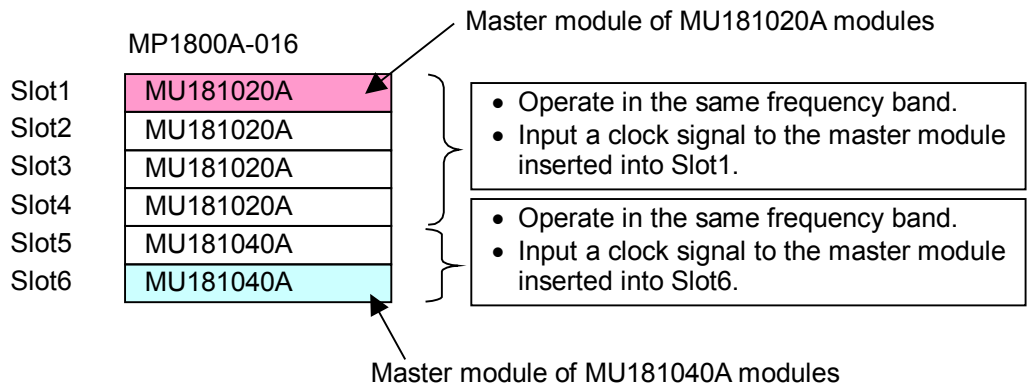 Master module of MU181020A modules
MP1800A-016
Slot1 MU181020A
Slot2 MU181020A
Slot3 MU181020A
Slot4 MU181020A
Slot5 MU181040A
Slot6 MU181040A
• Operate in the same frequency band.
• Input a clock signal to the master module
inserted into Slot1.
• Operate in the same frequency band.
• Input a clock signal to the master module
inserted into Slot6.
Master module of MU181040A modules